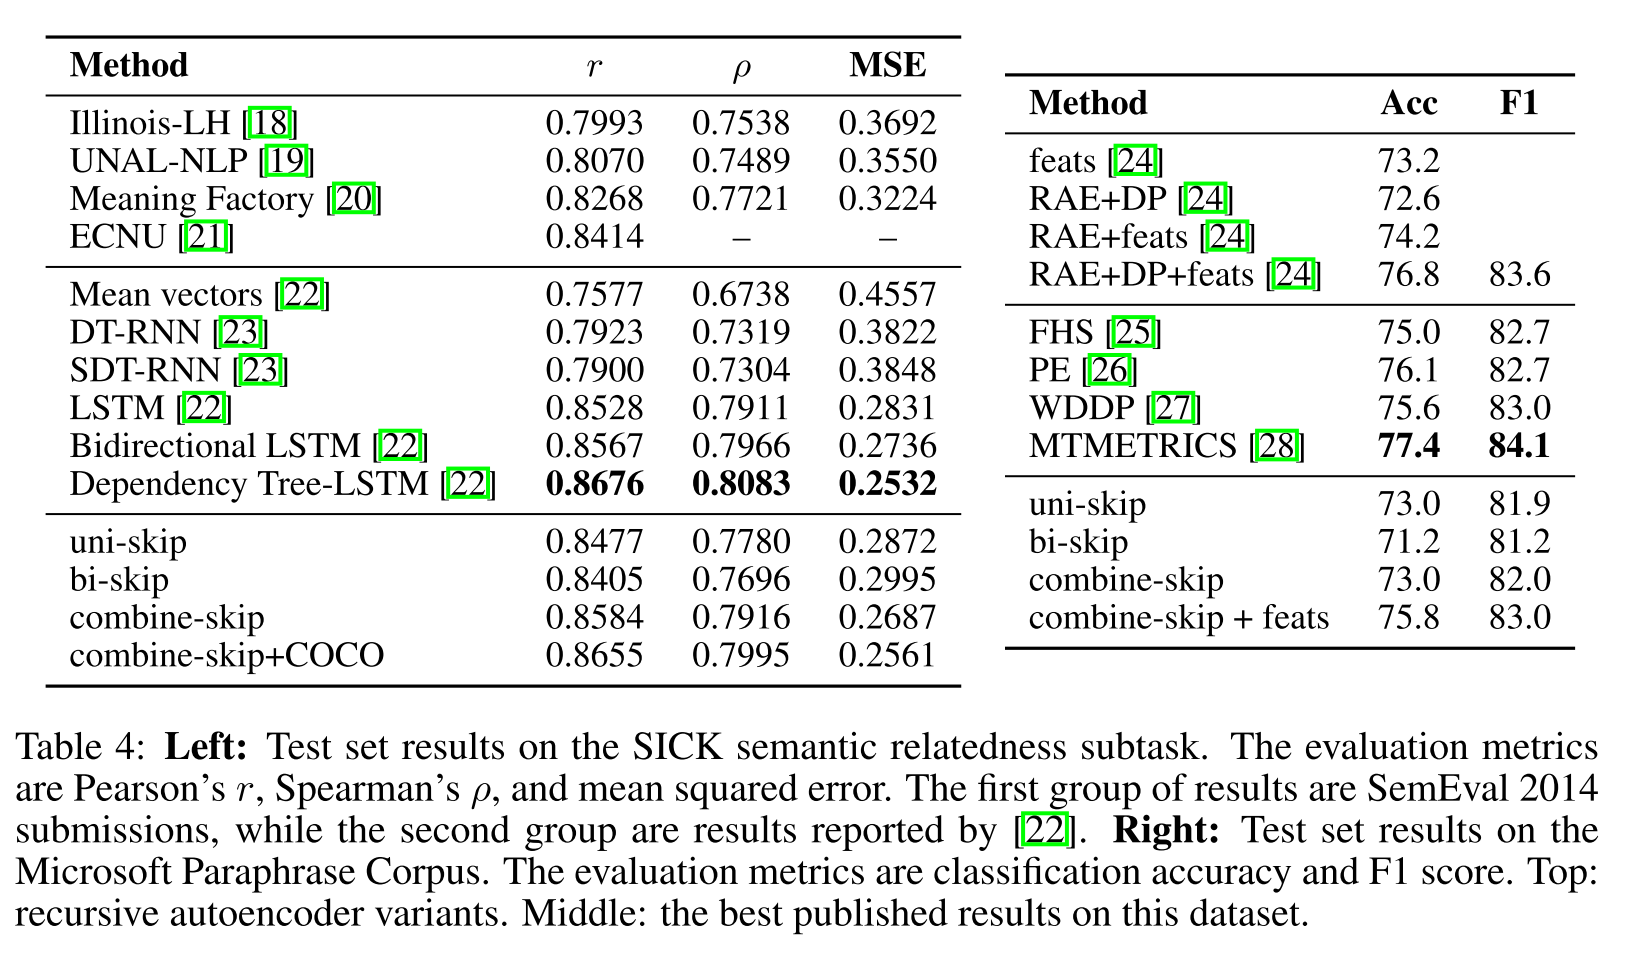 Method r ρ MSE
Illinois-LH [18] 0.7993 0.7538 0.3692
UNAL-NLP [19] 0.8070 0.7489 0.3550
Meaning Factory [20] 0.8268 0.7721 0.3224
ECNU [21] 0.8414 – –
Mean vectors [22] 0.7577 0.6738 0.4557
DT-RNN [23] 0.7923 0.7319 0.3822
SDT-RNN [23] 0.7900 0.7304 0.3848
LSTM [22] 0.8528 0.7911 0.2831
Bidirectional LSTM [22] 0.8567 0.7966 0.2736
Dependency Tree-LSTM [22] 0.8676 0.8083 0.2532
uni-skip 0.8477 0.7780 0.2872
bi-skip 0.8405 0.7696 0.2995
combine-skip 0.8584 0.7916 0.2687
combine-skip+COCO 0.8655 0.7995 0.2561
Method Acc F1
feats [24] 73.2
RAE+DP [24] 72.6
RAE+feats [24] 74.2
RAE+DP+feats [24] 76.8 83.6
FHS [25] 75.0 82.7
PE [26] 76.1 82.7
WDDP [27] 75.6 83.0
MTMETRICS [28] 77.4 84.1
uni-skip 73.0 81.9
bi-skip 71.2 81.2
combine-skip 73.0 82.0
combine-skip + feats 75.8 83.0
Table 4: Left: Test set results on the SICK semantic relatedness subtask. The evaluation metrics
are Pearson's r, Spearman's ρ, and mean squared error. The first group of results are SemEval 2014
submissions, while the second group are results reported by [22]. Right: Test set results on the
Microsoft Paraphrase Corpus. The evaluation metrics are classification accuracy and F1 score. Top:
recursive autoencoder variants. Middle: the best published results on this dataset.